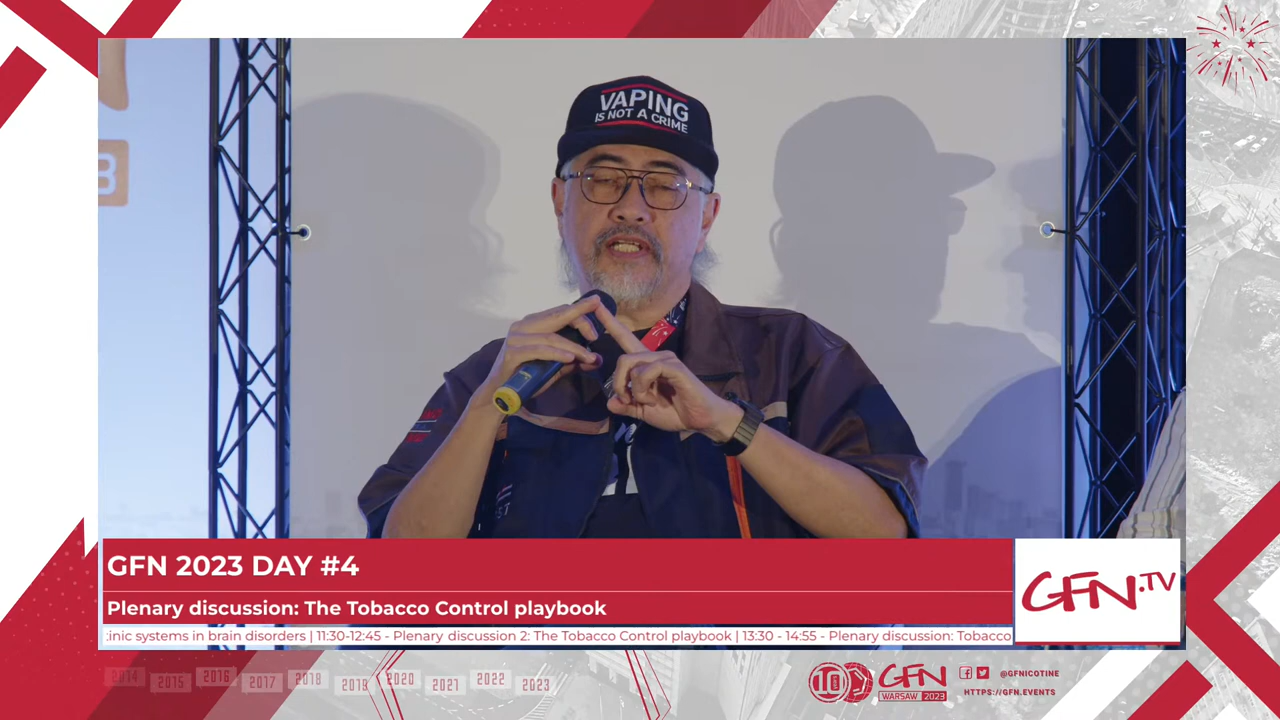 VAPING
IS NOT A CRIME
GFN 2023 DAY #4
Plenary discussion: The Tobacco Control playbook
inic systems in brain disorders | 11:30-12:45 - Plenary discussion 2: The Tobacco Control playbook | 13:30 - 14:55 - Plenary discussion: Tobacco
GFN.TV
2014 2015 2016 2017 2018 2019 2020 2021 2022 2023
10 GFN
WARSAW 2023
@GFNICOTINE
HTTPS://GFN.EVENTS